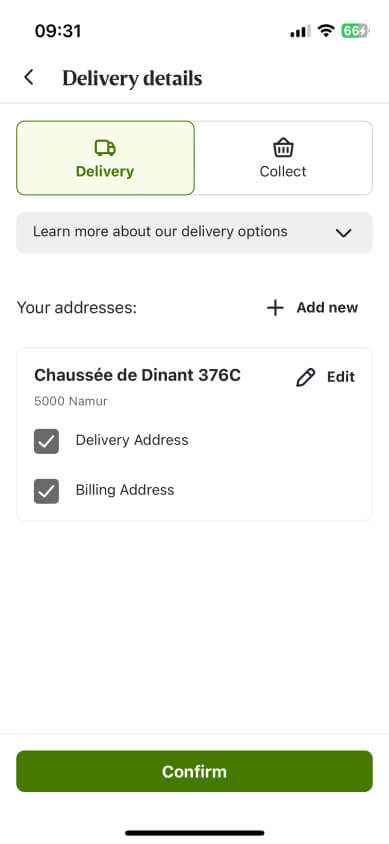 09:31
66
Delivery details
Delivery
Collect
Learn more about our delivery options
Your addresses:
Add new
Chaussée de Dinant 376C
Edit
5000 Namur
Delivery Address
Billing Address
Confirm